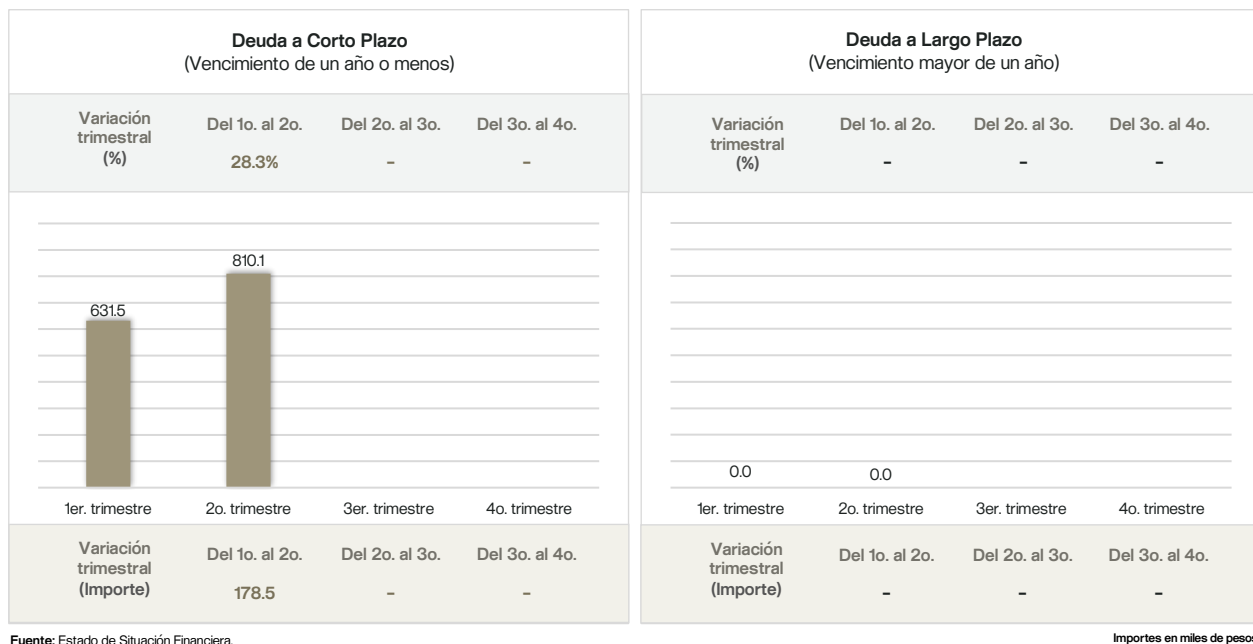 Deuda a Corto Plazo
(Vencimiento de un año o menos)
Variación
trimestral
(%)
Del 1o. al 2o.
Del 2o. al 3o.
Del 3o. al 4o.
28.3%
–
–
810.1
631.5
1er. trimestre
2o. trimestre
3er. trimestre
4o. trimestre
Variación
trimestral
(Importe)
Del 1o. al 2o.
Del 2o. al 3o.
Del 3o. al 4o.
178.5
–
–
Deuda a Largo Plazo
(Vencimiento mayor de un año)
Variación
trimestral
(%)
Del 1o. al 2o.
Del 2o. al 3o.
Del 3o. al 4o.
–
–
–
0.0
0.0
1er. trimestre
2o. trimestre
3er. trimestre
4o. trimestre
Variación
trimestral
(Importe)
Del 1o. al 2o.
Del 2o. al 3o.
Del 3o. al 4o.
–
–
–
Fuente: Estado de Situación Financiera.
Importes en miles de pesos